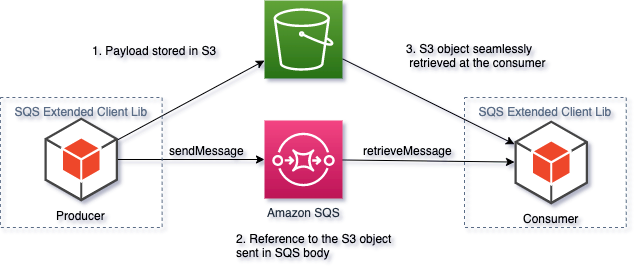 1. Payload stored in S3
3. S3 object seamlessly
retrieved at the consumer
SQS Extended Client Lib
SQS Extended Client Lib
sendMessage
retrieveMessage
Producer
Amazon SQS
Consumer
2. Reference to the S3 object
sent in SQS body